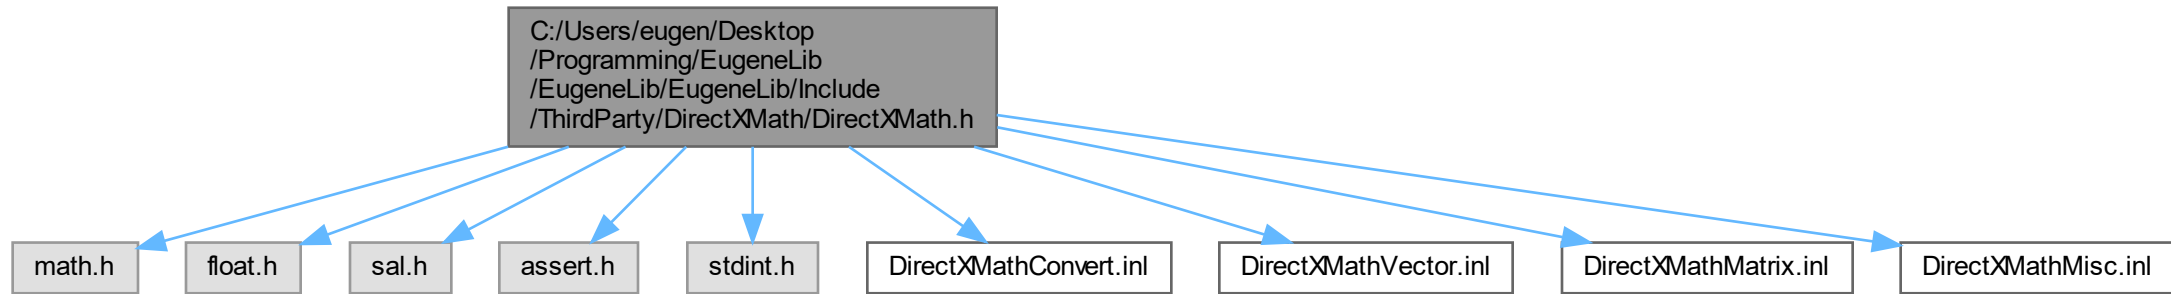 C:/Users/eugen/Desktop
/Programming/EugeneLib
/EugeneLib/EugeneLib/Include
/ThirdParty/DirectXMath/DirectXMath.h
math.h
float.h
sal.h
assert.h
stdint.h
DirectXMathConvert.inl
DirectXMathVector.inl
DirectXMathMatrix.inl
DirectXMathMisc.inl